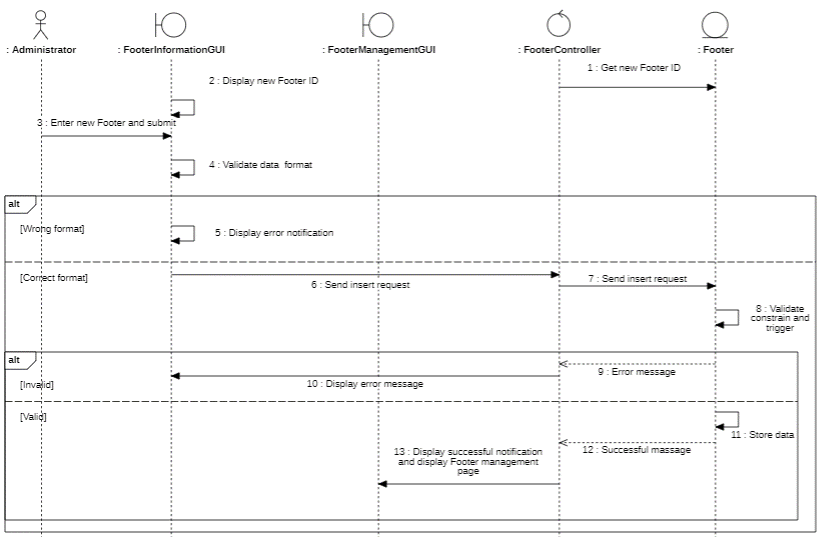 : Administrator
: FooterInformationGUI
: FooterManagementGUI
: FooterController
: Footer
1 : Get new Footer ID
2 : Display new Footer ID
3 : Enter new Footer and submit
4 : Validate data format
alt
[Wrong format]
5 : Display error notification
[Correct format]
6 : Send insert request
7 : Send insert request
8 : Validate
constrain and
trigger
alt
9 : Error message
[Invalid]
10 : Display error message
[Valid]
11 : Store data
12 : Successful massage
13 : Display successful notification
and display Footer management
page